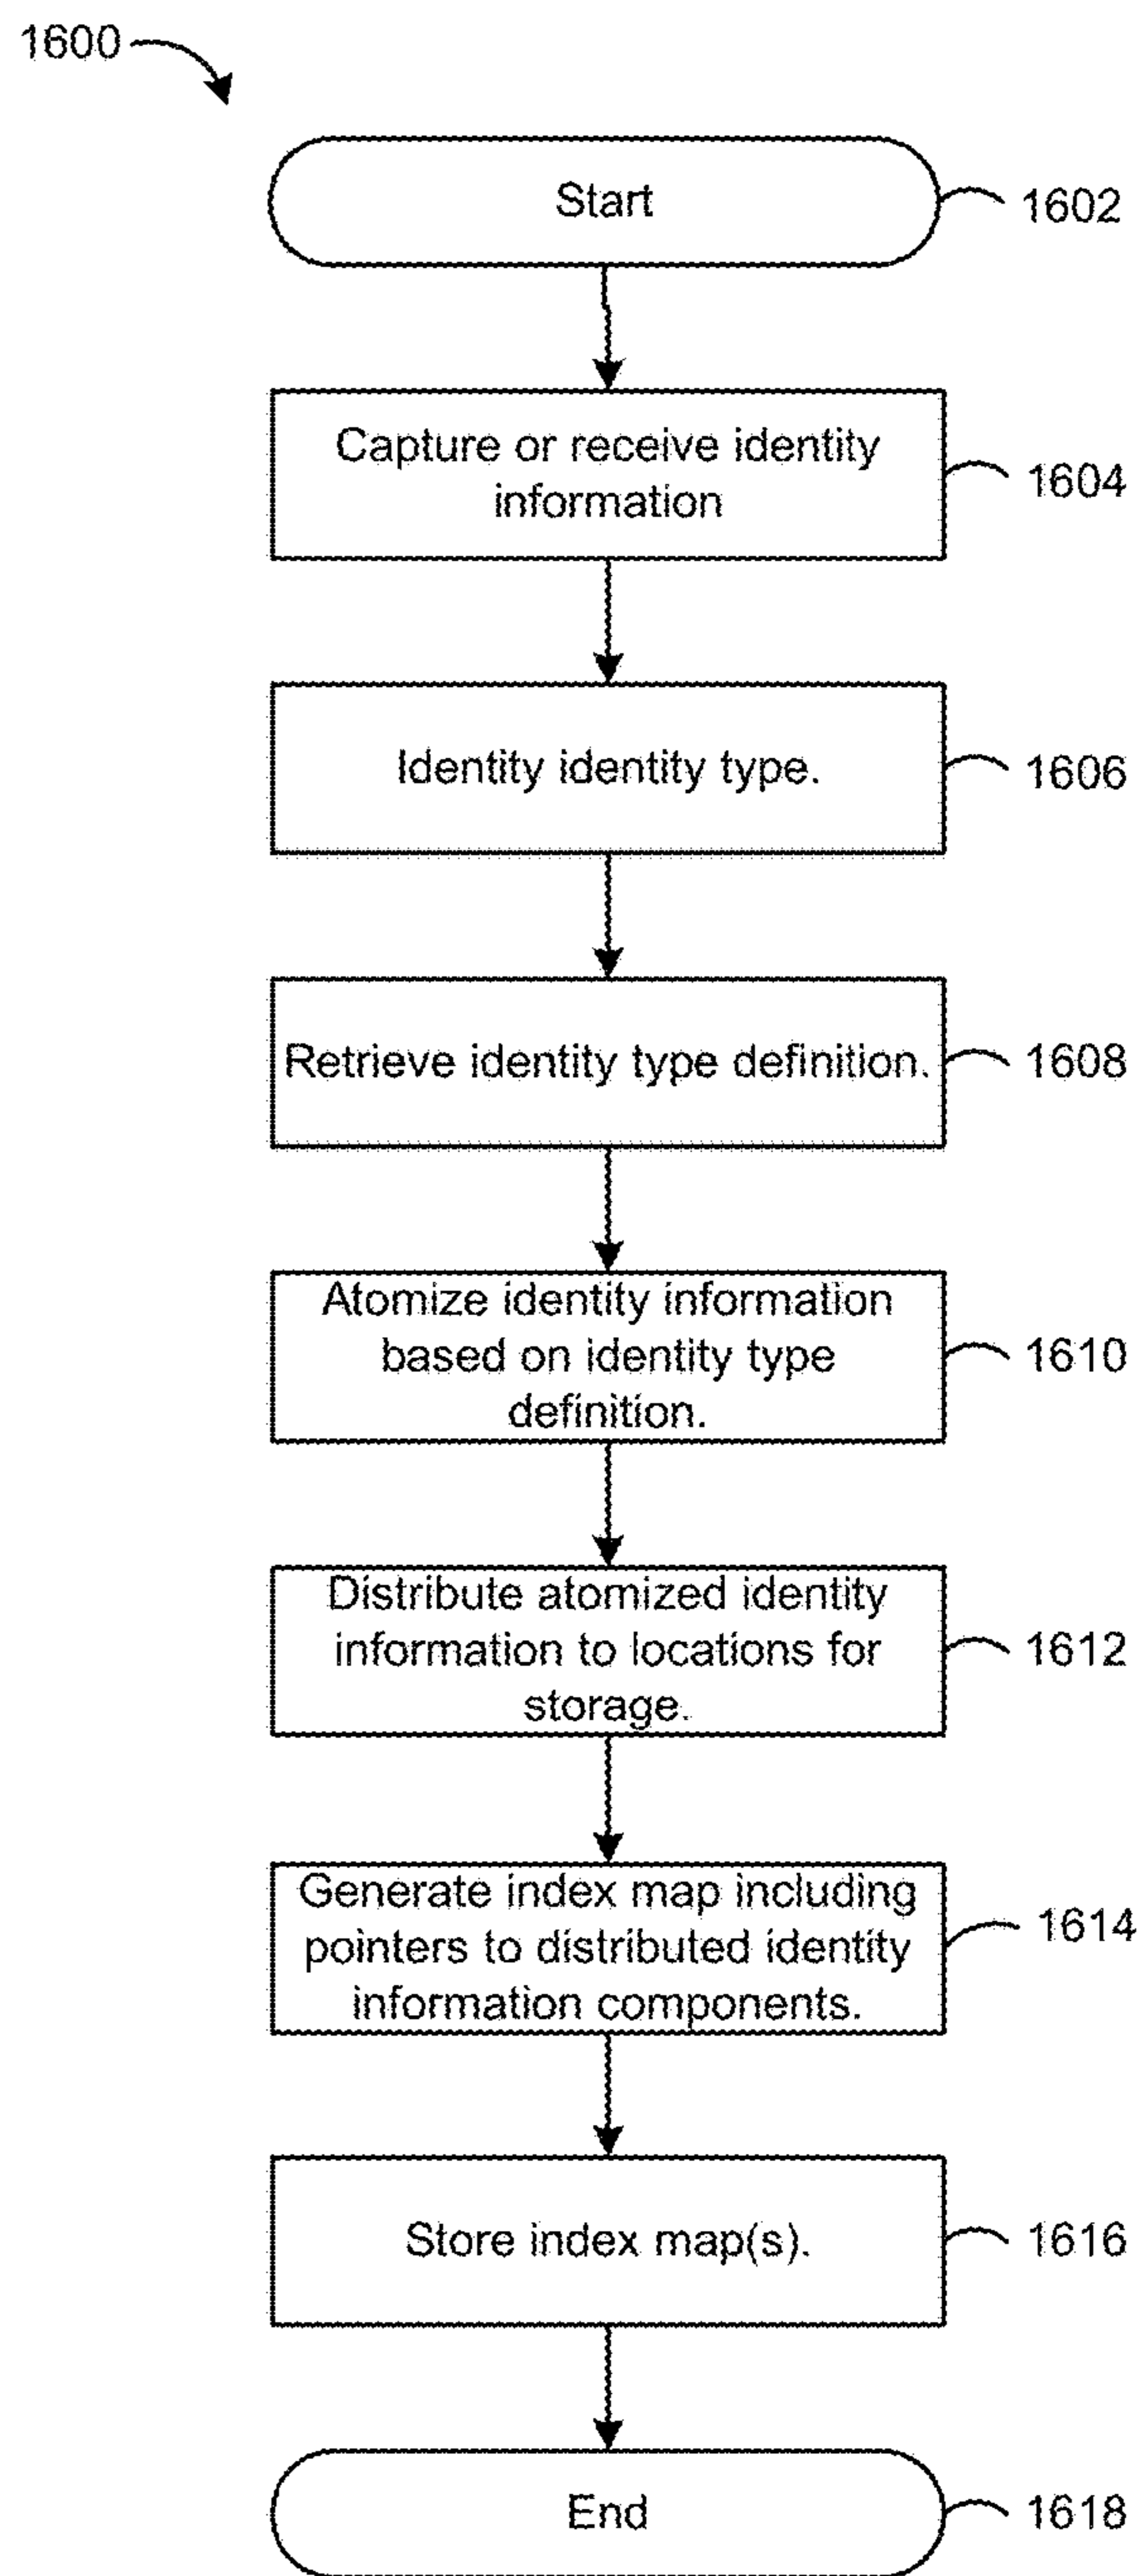 1600
Start
1602
Capture or receive identity
information
1604
Identity identity type.
1606
Retrieve identity type definition.
1608
Atomize identity information
based on identity type
definition.
1610
Distribute atomized identity
information to locations for
storage.
1612
Generate index map including
pointers to distributed identity
information components.
1614
Store index map(s).
1616
End
1618